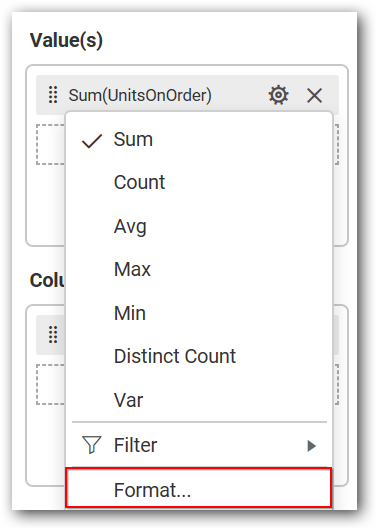 Value(s)
Sum(UnitsOnOrder)
Sum
Count
Avg
Max
Colu
Min
Distinct Count
Var
Filter
Format...